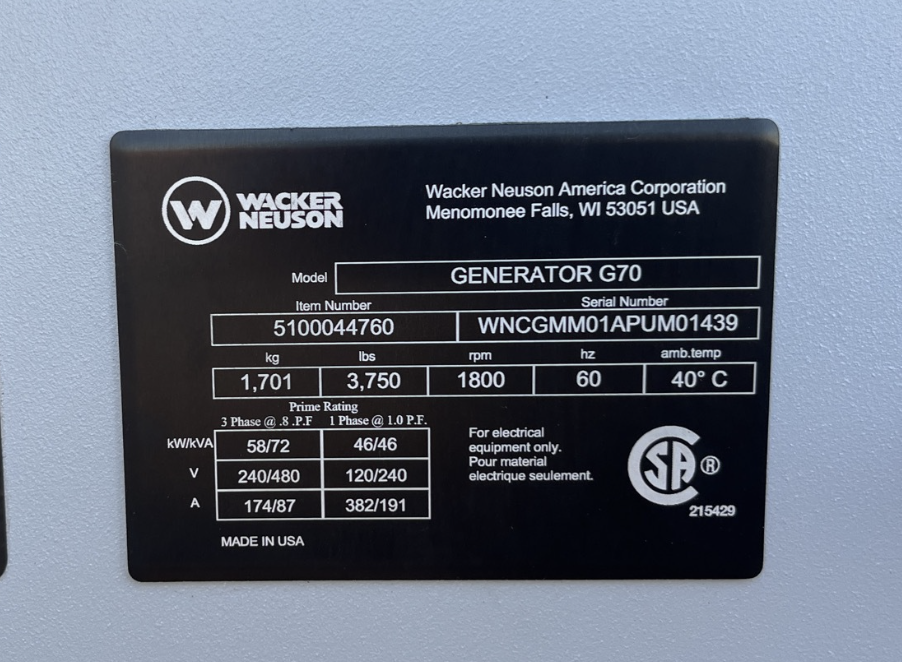 W WACKER
NEUSON
Wacker Neuson America Corporation
Menomonee Falls, WI 53051 USA
Model GENERATOR G70
Item Number Serial Number
5100044760 WNCGMM01APUM01439
kg lbs rpm hz amb.temp
1,701 3,750 1800 60 40° C
Prime Rating
3 Phase @ .8 .P.F 1 Phase @ 1.0 P.F.
kW/kVA 58/72 46/46
V 240/480 120/240
A 174/87 382/191
For electrical
equipment only.
Pour material
electrique seulement.
SA ®
215429
MADE IN USA